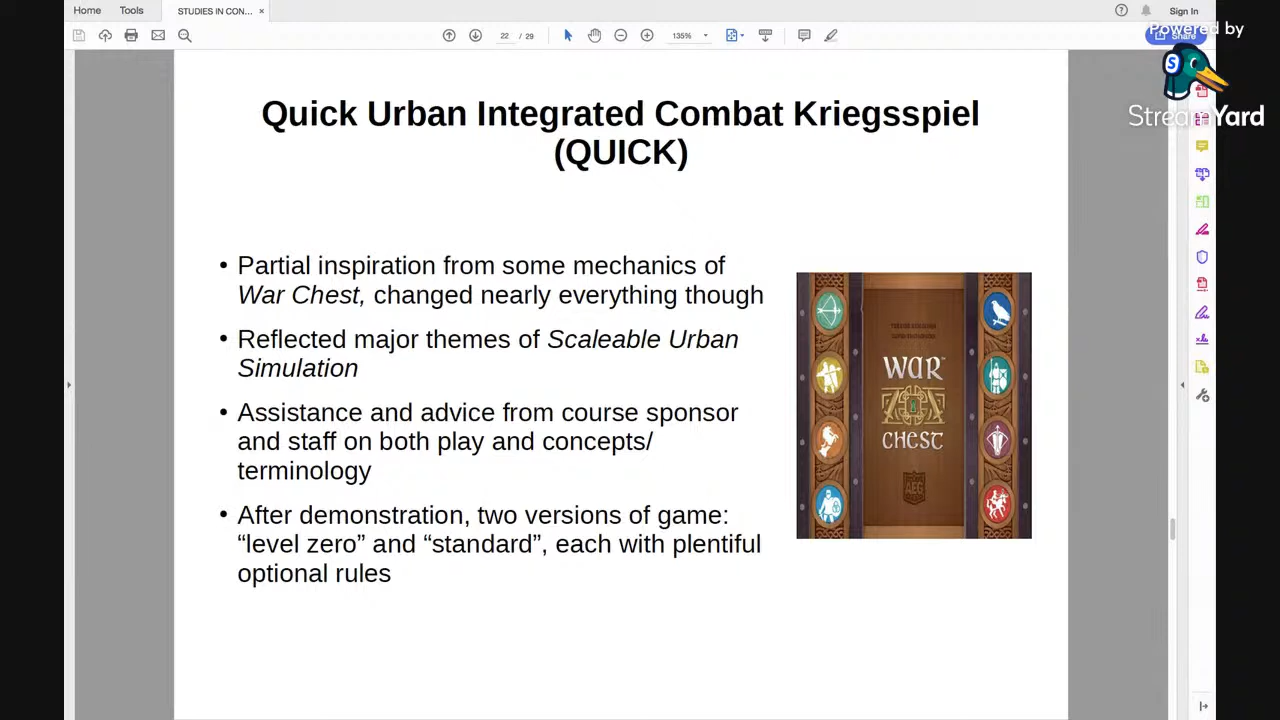 Home
Tools
STUDIES IN CON...
Sign In
Powered by
22 / 29
135%
Share
StreamYard
Quick Urban Integrated Combat Kriegsspiel
(QUICK)
• Partial inspiration from some mechanics of
War Chest, changed nearly everything though
• Reflected major themes of Scaleable Urban
Simulation
• Assistance and advice from course sponsor
and staff on both play and concepts/
terminology
• After demonstration, two versions of game:
“level zero” and “standard”, each with plentiful
optional rules
WAR
CHEST
AEG